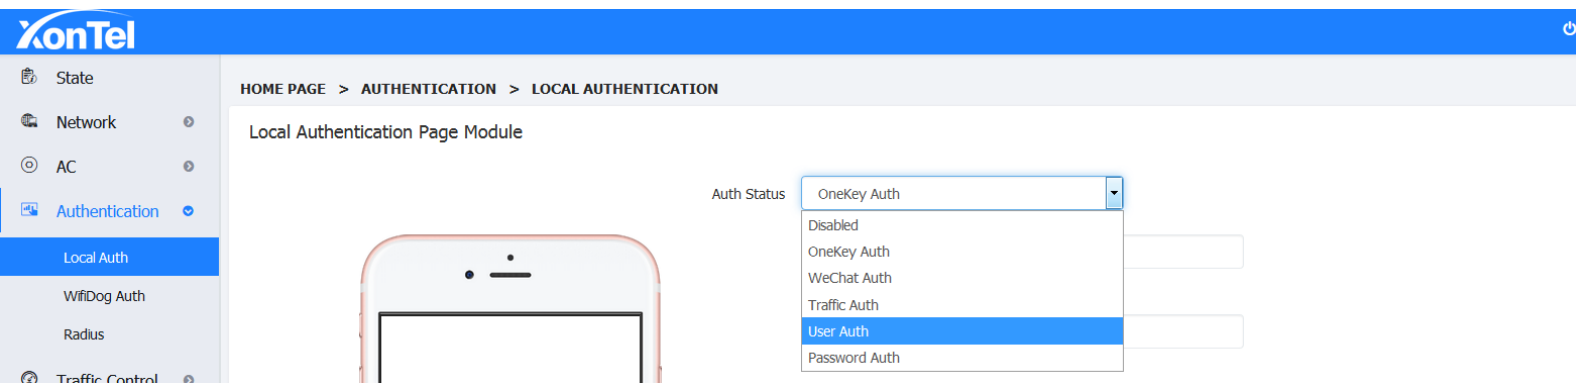 XonTel
State
Network
AC
Authentication
Local Auth
WifiDog Auth
Radius
Traffic Control
HOME PAGE > AUTHENTICATION > LOCAL AUTHENTICATION
Local Authentication Page Module
Auth Status OneKey Auth
Disabled
OneKey Auth
WeChat Auth
Traffic Auth
User Auth
Password Auth